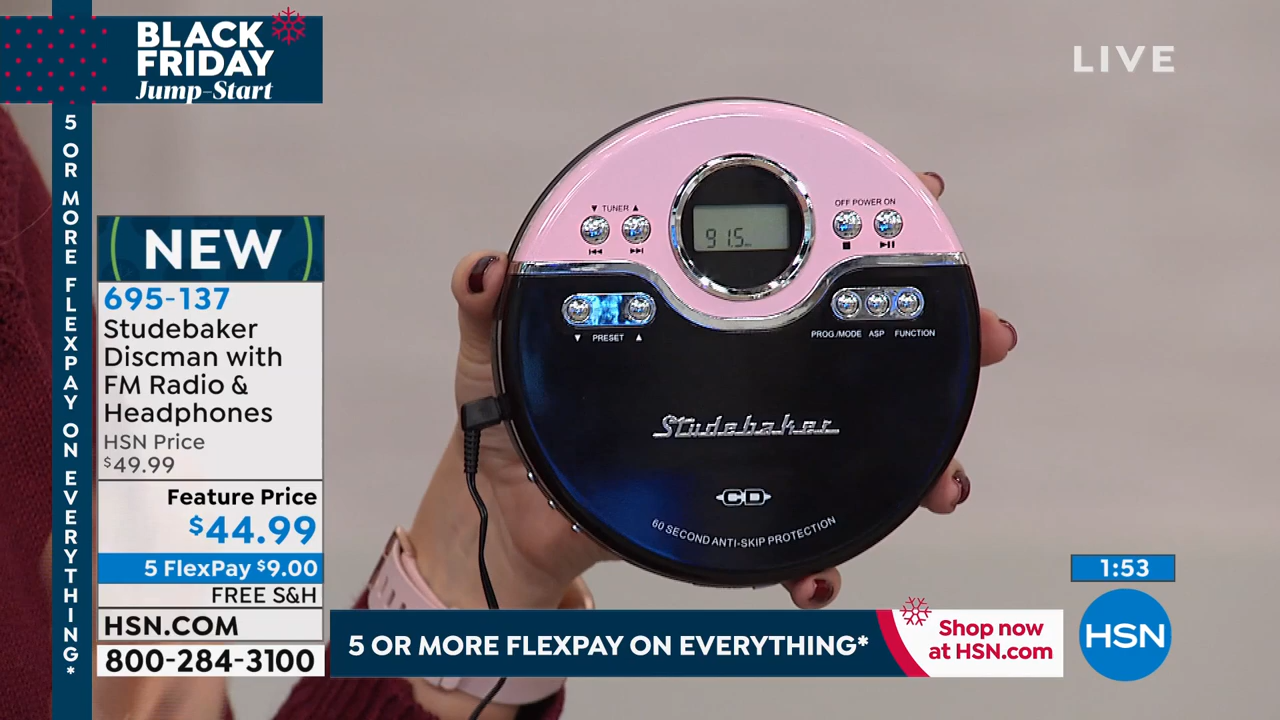 BLACK
FRIDAY
Jump-Start
LIVE
5 OR MORE FLEXPAY ON EVERYTHING*
NEW
695-137
Studebaker
Discman with
FM Radio &
Headphones
HSN Price
$49.99
Feature Price
$44.99
5 FlexPay $9.00
FREE S&H
HSN.COM
800-284-3100
▼ TUNER ▲
OFF POWER ON
91.5
▼ PRESET ▲
PROG./MODE ASP FUNCTION
Studebaker
CD
60 SECOND ANTI-SKIP PROTECTION
1:53
HSN
5 OR MORE FLEXPAY ON EVERYTHING*
Shop now
at HSN.com